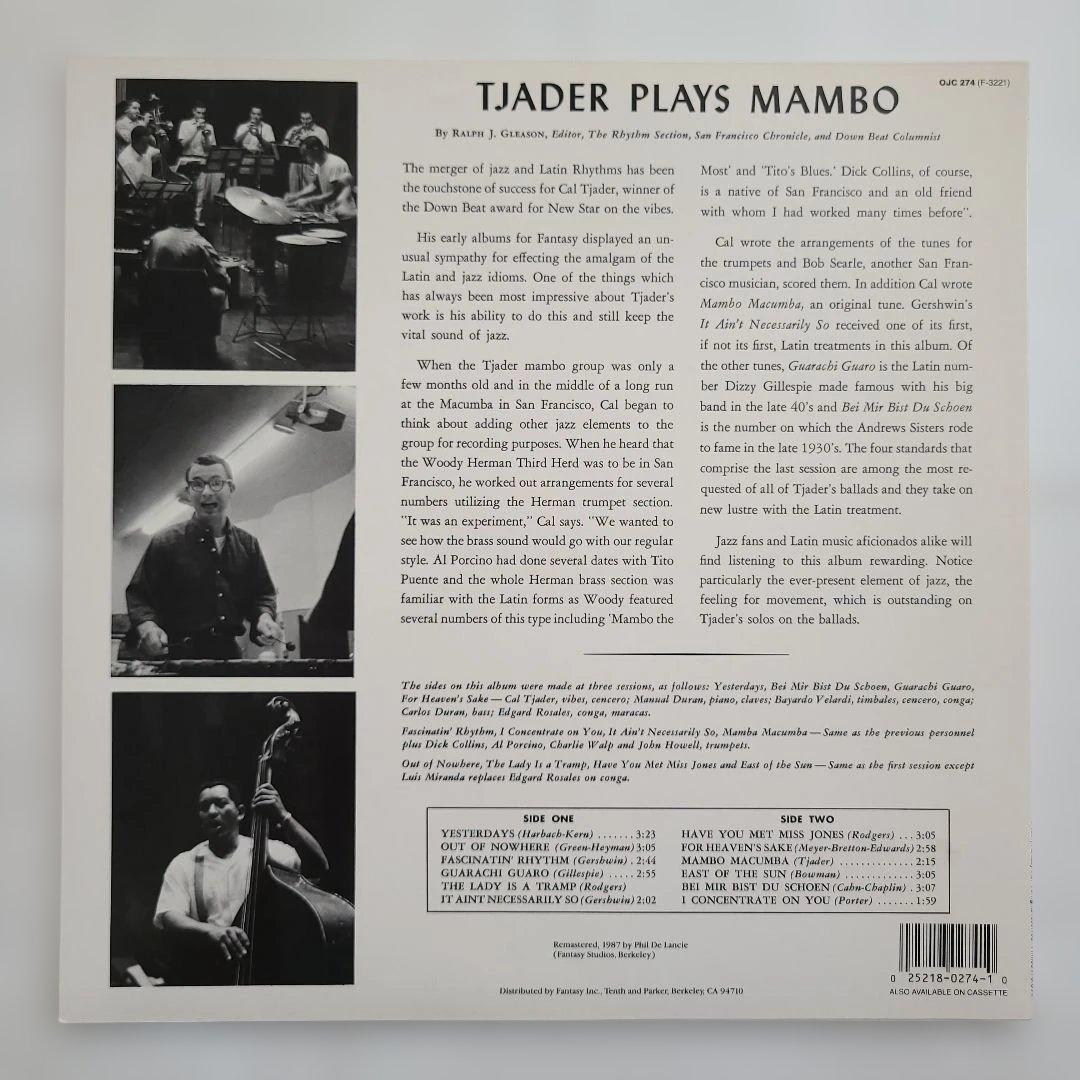 OJC 274 (F-3221)
TJADER PLAYS MAMBO
By RALPH J. GLEASON, Editor, The Rhythm Section, San Francisco Chronicle, and Down Beat Columnist
The merger of jazz and Latin Rhythms has been
the touchstone of success for Cal Tjader, winner of
the Down Beat award for New Star on the vibes.
His early albums for Fantasy displayed an un-
usual sympathy for effecting the amalgam of the
Latin and jazz idioms. One of the things which
has always been most impressive about Tjader's
work is his ability to do this and still keep the
vital sound of jazz.
When the Tjader mambo group was only a
few months old and in the middle of a long run
at the Macumba in San Francisco, Cal began to
think about adding other jazz elements to the
group for recording purposes. When he heard that
the Woody Herman Third Herd was to be in San
Francisco, he worked out arrangements for several
numbers utilizing the Herman trumpet section.
"It was an experiment," Cal says. "We wanted to
see how the brass sound would go with our regular
style. Al Porcino had done several dates with Tito
Puente and the whole Herman brass section was
familiar with the Latin forms as Woody featured
several numbers of this type including 'Mambo the
Most' and 'Tito's Blues.' Dick Collins, of course,
is a native of San Francisco and an old friend
with whom I had worked many times before".
Cal wrote the arrangements of the tunes for
the trumpets and Bob Searle, another San Fran-
cisco musician, scored them. In addition Cal wrote
Mambo Macumba, an original tune. Gershwin's
It Ain't Necessarily So received one of its first,
if not its first, Latin treatments in this album. Of
the other tunes, Guarachi Guaro is the Latin num-
ber Dizzy Gillespie made famous with his big
band in the late 40's and Bei Mir Bist Du Schoen
is the number on which the Andrews Sisters rode
to fame in the late 1930's. The four standards that
comprise the last session are among the most re-
quested of all of Tjader's ballads and they take on
new lustre with the Latin treatment.
Jazz fans and Latin music aficionados alike will
find listening to this album rewarding. Notice
particularly the ever-present element of jazz, the
feeling for movement, which is outstanding on
Tjader's solos on the ballads.
The sides on this album were made at three sessions, as follows: Yesterdays, Bei Mir Bist Du Schoen, Guarachi Guaro,
For Heaven's Sake — Cal Tjader, vibes, cencero; Manual Duran, piano, claves; Bayardo Velardi, timbales, cencero, conga;
Carlos Duran, bass; Edgard Rosales, conga, maracas.
Fascinatin' Rhythm, I Concentrate on You, It Ain't Necessarily So, Mamba Macumba — Same as the previous personnel
plus Dick Collins, Al Porcino, Charlie Walp and John Howell, trumpets.
Out of Nowhere, The Lady Is a Tramp, Have You Met Miss Jones and East of the Sun — Same as the first session except
Luis Miranda replaces Edgard Rosales on conga.
SIDE ONE
YESTERDAYS (Harbach-Kern) ....... 3:23
OUT OF NOWHERE (Green-Heyman) 3:05
FASCINATIN' RHYTHM (Gershwin) . 2:44
GUARACHI GUARO (Gillespie) ..... 2:55
THE LADY IS A TRAMP (Rodgers)
IT AINT NECESSARILY SO (Gershwin) 2:02
SIDE TWO
HAVE YOU MET MISS JONES (Rodgers) ... 3:05
FOR HEAVEN'S SAKE (Meyer-Bretton-Edwards) 2:58
MAMBO MACUMBA (Tjader) ............. 2:15
EAST OF THE SUN (Bowman) ........... 3:05
BEI MIR BIST DU SCHOEN (Cahn-Chaplin) . 3:07
I CONCENTRATE ON YOU (Porter) ....... 1:59
Remastered, 1987 by Phil De Lancie
(Fantasy Studios, Berkeley)
Distributed by Fantasy Inc., Tenth and Parker, Berkeley, CA 94710
0 25218-0274-1 0
ALSO AVAILABLE ON CASSETTE